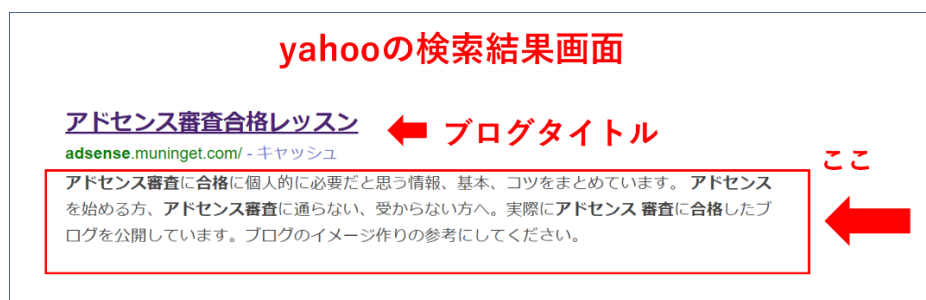 yahooの検索結果画面
アドセンス審査合格レッスン
ブログタイトル
adsense.muninget.com/ - キャッシュ
ここ
アドセンス審査に合格に個人的に必要だと思う情報、基本、コツをまとめています。 アドセンス
を始める方、アドセンス審査に通らない、受からない方へ。実際にアドセンス 審査に合格したブ
ログを公開しています。ブログのイメージ作りの参考にしてください。